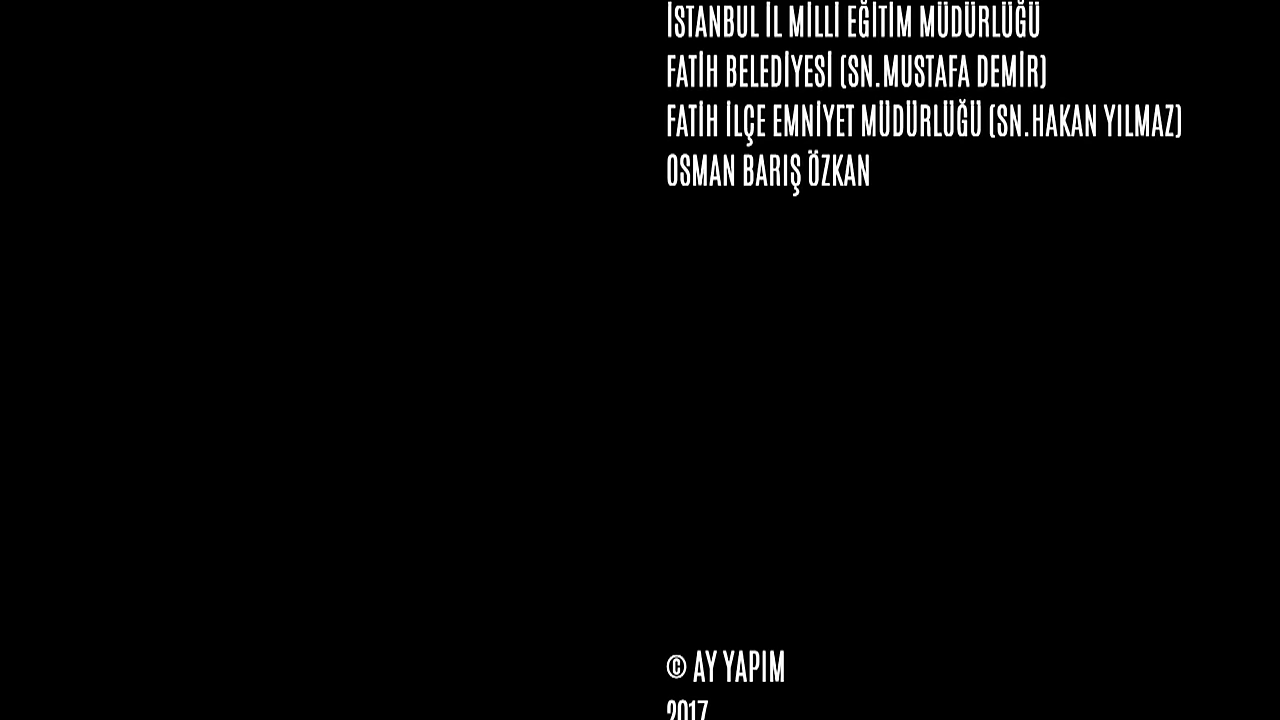 İSTANBUL İL MİLLİ EĞİTİM MÜDÜRLÜĞÜ
FATİH BELEDİYESİ (SN.MUSTAFA DEMİR)
FATİH İLÇE EMNİYET MÜDÜRLÜĞÜ (SN.HAKAN YILMAZ)
OSMAN BARIŞ ÖZKAN
© AY YAPIM
2017